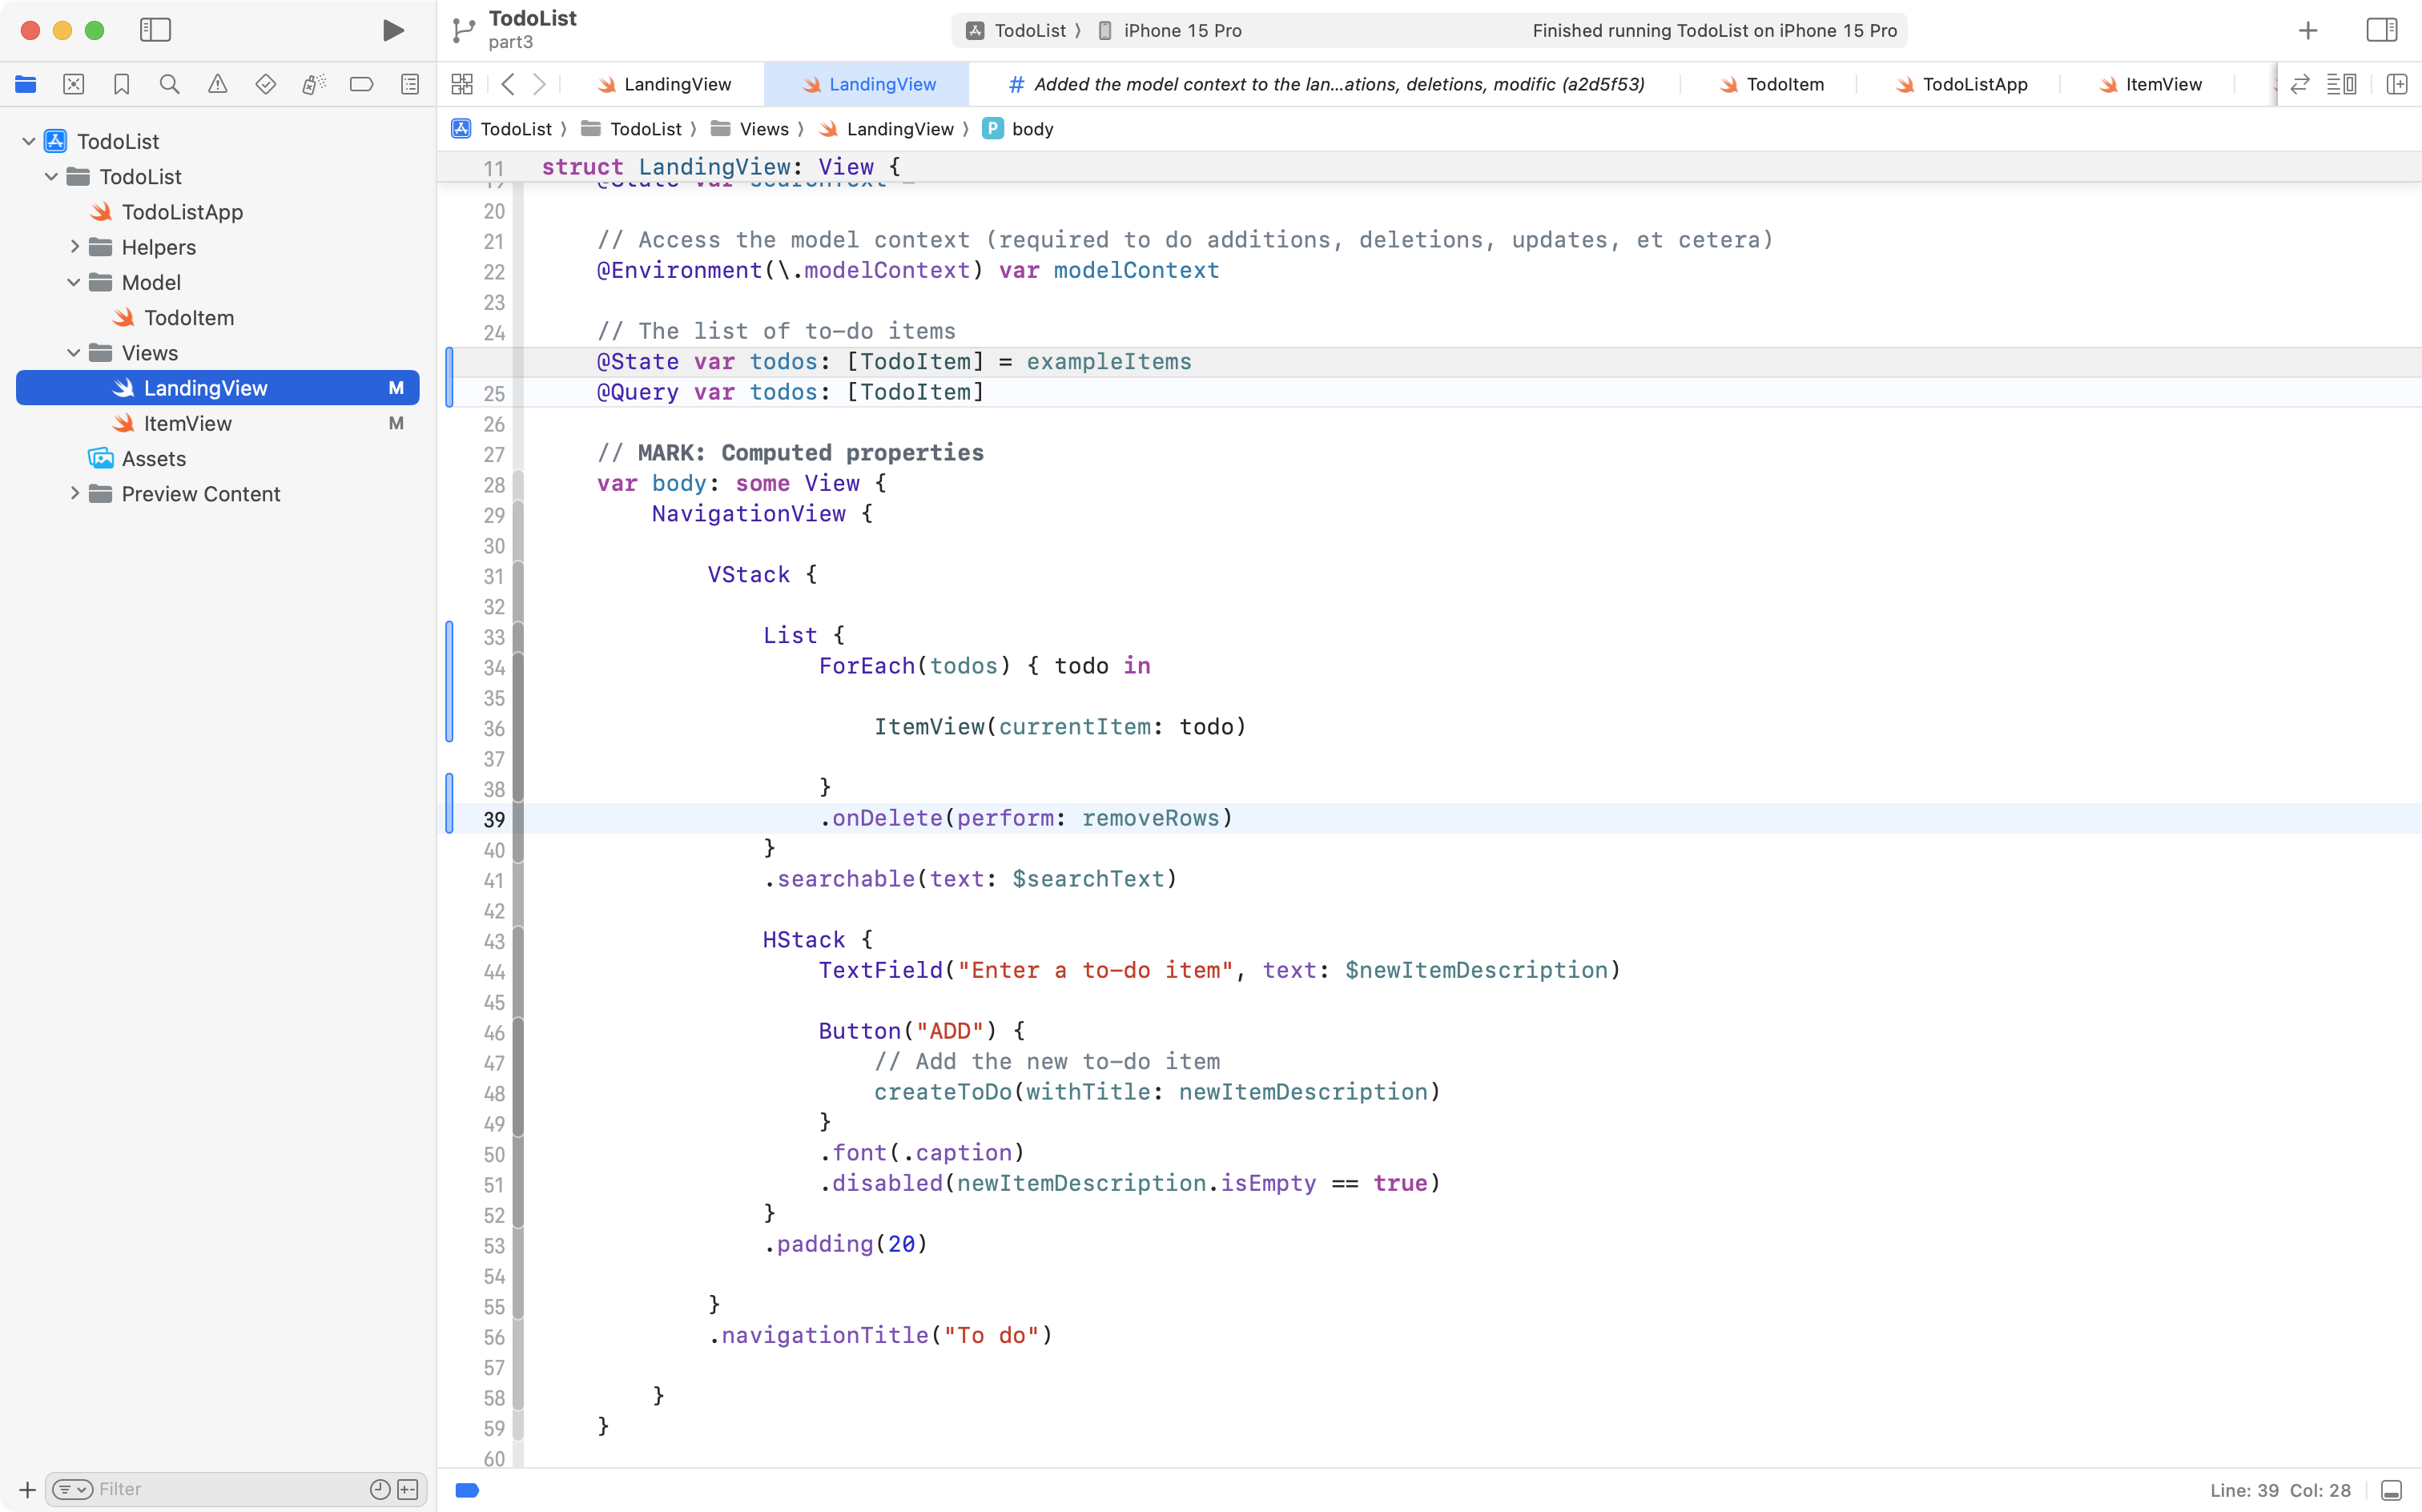 TodoList
part3
TodoList ⟩ iPhone 15 Pro
Finished running TodoList on iPhone 15 Pro
LandingView
LandingView
# Added the model context to the lan...ations, deletions, modific (a2d5f53)
TodoItem
TodoListApp
ItemView
TodoList ⟩ TodoList ⟩ Views ⟩ LandingView ⟩ P body
TodoList
TodoList
TodoListApp
Helpers
Model
TodoItem
Views
LandingView M
ItemView M
Assets
Preview Content
Filter
11 struct LandingView: View {
19 @State var searchText =
20
21 // Access the model context (required to do additions, deletions, updates, et cetera)
22 @Environment(\.modelContext) var modelContext
23
24 // The list of to-do items
@State var todos: [TodoItem] = exampleItems
25 @Query var todos: [TodoItem]
26
27 // MARK: Computed properties
28 var body: some View {
29 NavigationView {
30
31 VStack {
32
33 List {
34 ForEach(todos) { todo in
35
36 ItemView(currentItem: todo)
37
38 }
39 .onDelete(perform: removeRows)
40 }
41 .searchable(text: $searchText)
42
43 HStack {
44 TextField("Enter a to-do item", text: $newItemDescription)
45
46 Button("ADD") {
47 // Add the new to-do item
48 createToDo(withTitle: newItemDescription)
49 }
50 .font(.caption)
51 .disabled(newItemDescription.isEmpty == true)
52 }
53 .padding(20)
54
55 }
56 .navigationTitle("To do")
57
58 }
59 }
60
Line: 39 Col: 28